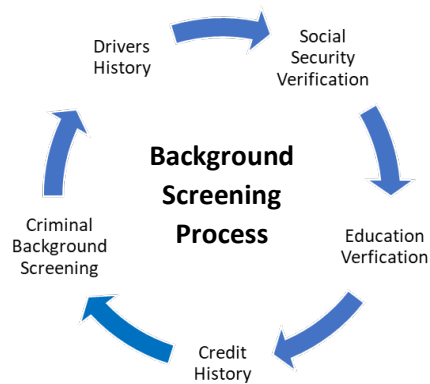 Drivers
History
Social
Security
Verification
Background
Screening
Process
Education
Verfication
Credit
History
Criminal
Background
Screening